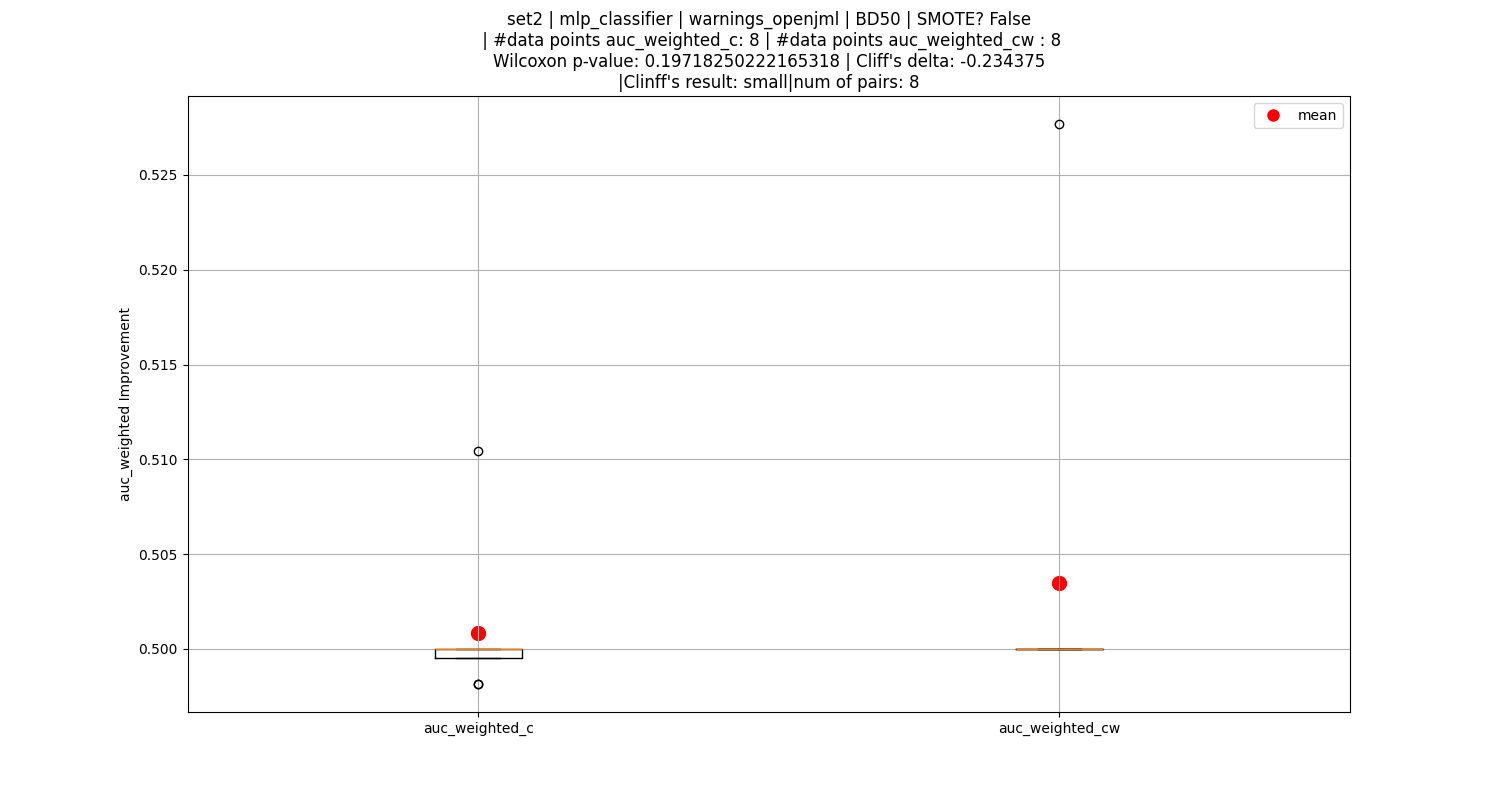 set2 | mlp_classifier | warnings_openjml | BD50 | SMOTE? False
| #data points auc_weighted_c: 8 | #data points auc_weighted_cw : 8
Wilcoxon p-value: 0.19718250222165318 | Cliff's delta: -0.234375
|Clinff's result: small|num of pairs: 8
mean
0.525
0.520
0.515
0.510
0.505
0.500
auc_weighted Improvement
auc_weighted_c
auc_weighted_cw